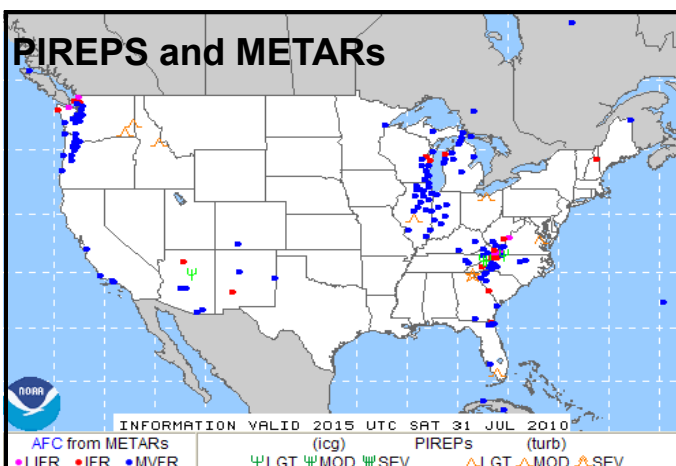 PIREPS and METARs
NOAA
INFORMATION VALID 2015 UTC SAT 31 JUL 2010
AFC from METARs (icg) PIREPs (turb)
LIFR IFR MVFR LGT MOD SEV LGT MOD SEV